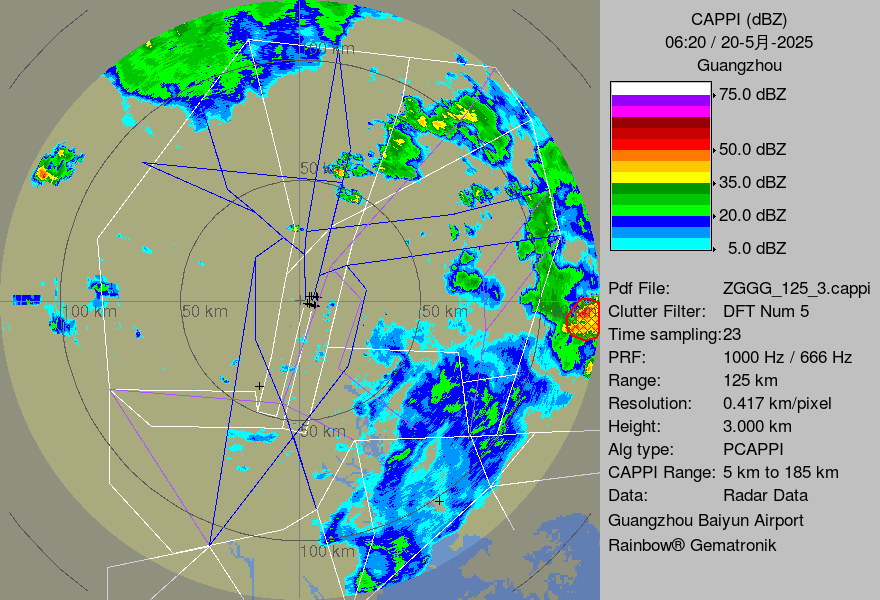 CAPPI (dBZ)
06:20 / 20-5月-2025
Guangzhou
75.0 dBZ
50.0 dBZ
35.0 dBZ
20.0 dBZ
5.0 dBZ
Pdf File: ZGGG_125_3.cappi
Clutter Filter: DFT Num 5
Time sampling:23
PRF: 1000 Hz / 666 Hz
Range: 125 km
Resolution: 0.417 km/pixel
Height: 3.000 km
Alg type: PCAPPI
CAPPI Range: 5 km to 185 km
Data: Radar Data
Guangzhou Baiyun Airport
Rainbow® Gematronik
100 km
50 km
100 km
50 km
50 km
50 km
100 km